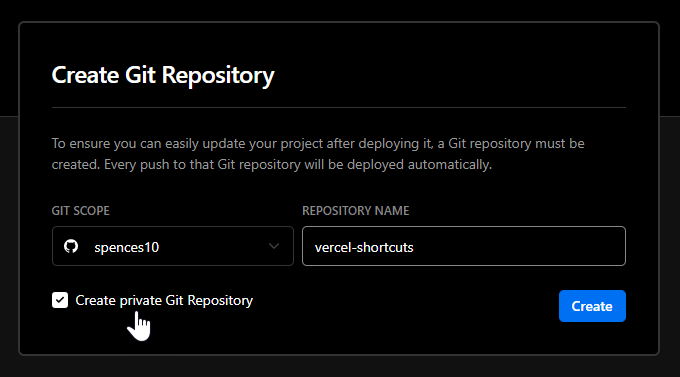 Create Git Repository
To ensure you can easily update your project after deploying it, a Git repository must be
created. Every push to that Git repository will be deployed automatically.
GIT SCOPE
REPOSITORY NAME
spences10
vercel-shortcuts
Create private Git Repository
Create